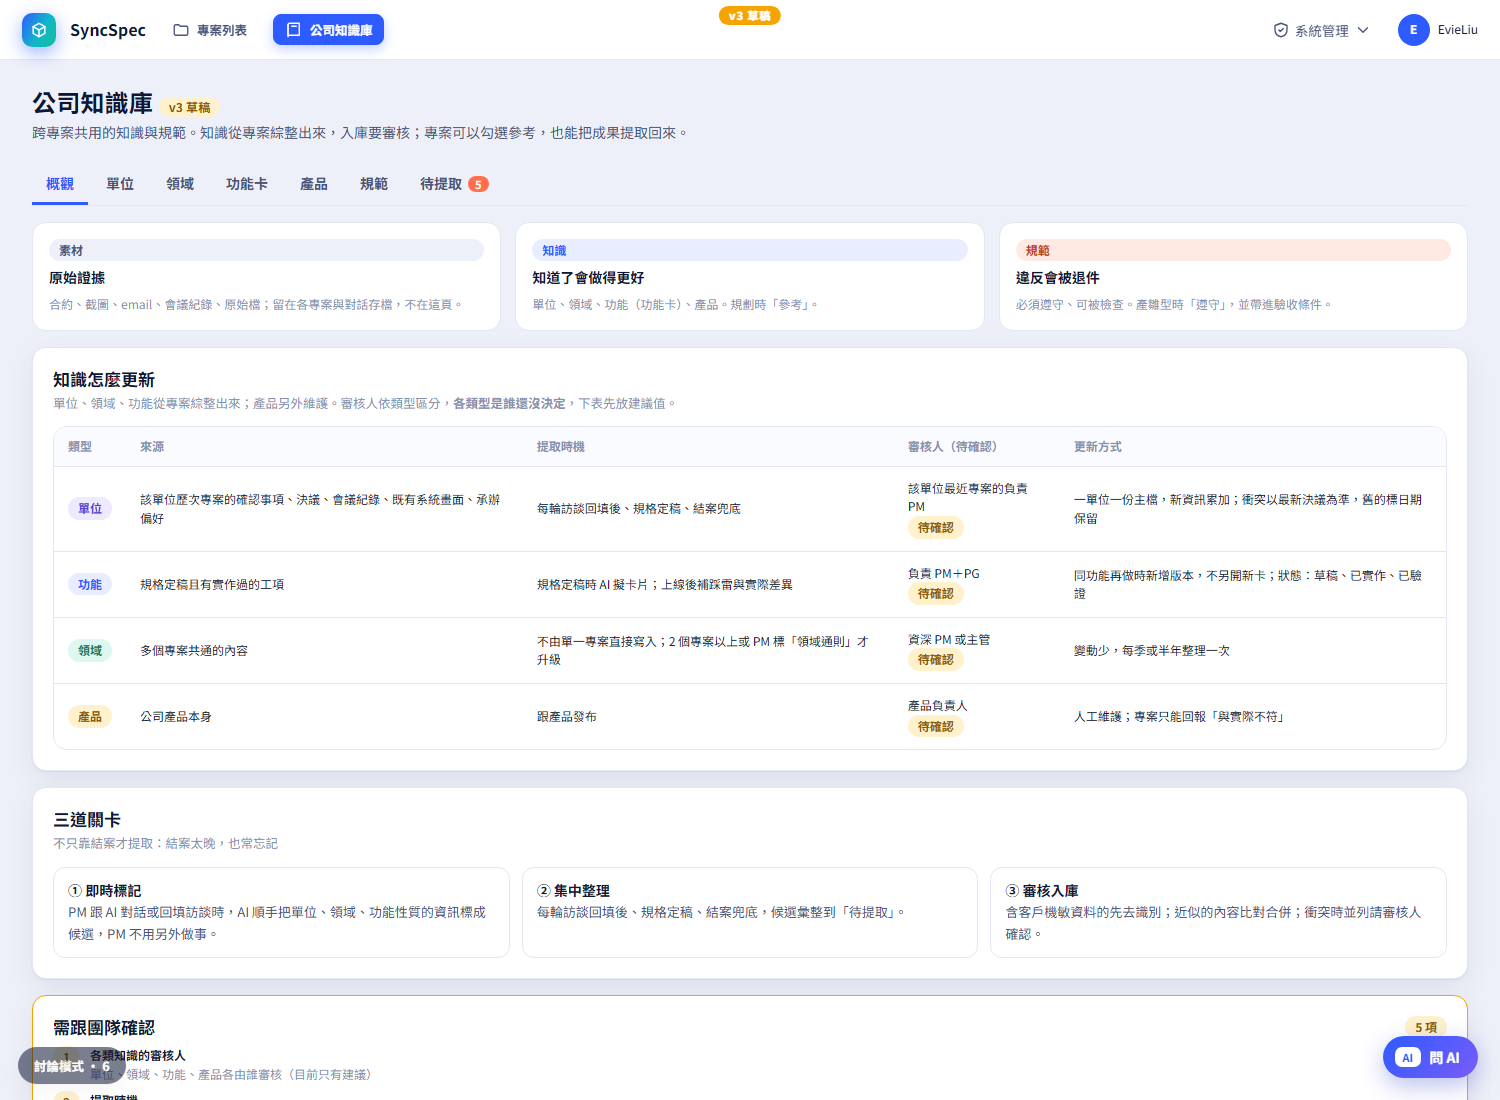 SyncSpec
專案列表
公司知識庫
v3 草稿
系統管理
E
EvieLiu
公司知識庫
v3 草稿
跨專案共用的知識與規範。知識從專案綜整出來，入庫要審核；專案可以勾選參考，也能把成果提取回來。
概觀
單位
領域
功能卡
產品
規範
待提取
5
素材
原始證據
合約、截圖、email、會議紀錄、原始檔；留在各專案與對話存檔，不在這頁。
知識
知道了會做得更好
單位、領域、功能（功能卡）、產品。規劃時「參考」。
規範
違反會被退件
必須遵守、可被檢查。產雛型時「遵守」，並帶進驗收條件。
知識怎麼更新
單位、領域、功能從專案綜整出來；產品另外維護。審核人依類型區分，各類型是誰還沒決定，下表先放建議值。
類型
來源
提取時機
審核人（待確認）
更新方式
單位
該單位歷次專案的確認事項、決議、會議紀錄、既有系統畫面、承辦
偏好
每輪訪談回填後、規格定稿、結案兜底
該單位最近專案的負責
PM
待確認
一單位一份主檔，新資訊累加；衝突以最新決議為準，舊的標日期
保留
功能
規格定稿且有實作過的工項
規格定稿時 AI 擬卡片；上線後補踩雷與實際差異
負責 PM＋PG
待確認
同功能再做時新增版本，不另開新卡；狀態：草稿、已實作、已驗
證
領域
多個專案共通的內容
不由單一專案直接寫入；2 個專案以上或 PM 標「領域通則」才
升級
資深 PM 或主管
待確認
變動少，每季或半年整理一次
產品
公司產品本身
跟產品發布
產品負責人
待確認
人工維護；專案只能回報「與實際不符」
三道關卡
不只靠結案才提取：結案太晚，也常忘記
① 即時標記
PM 跟 AI 對話或回填訪談時，AI 順手把單位、領域、功能性質的資訊標成
候選，PM 不用另外做事。
② 集中整理
每輪訪談回填後、規格定稿、結案兜底，候選彙整到「待提取」。
③ 審核入庫
含客戶機敏資料的先去識別；近似的內容比對合併；衝突時並列請審核人
確認。
需跟團隊確認
5 項
1
各類知識的審核人
單位、領域、功能、產品各由誰審核（目前只有建議）
提取時機
討論模式 · 6
AI
問 AI